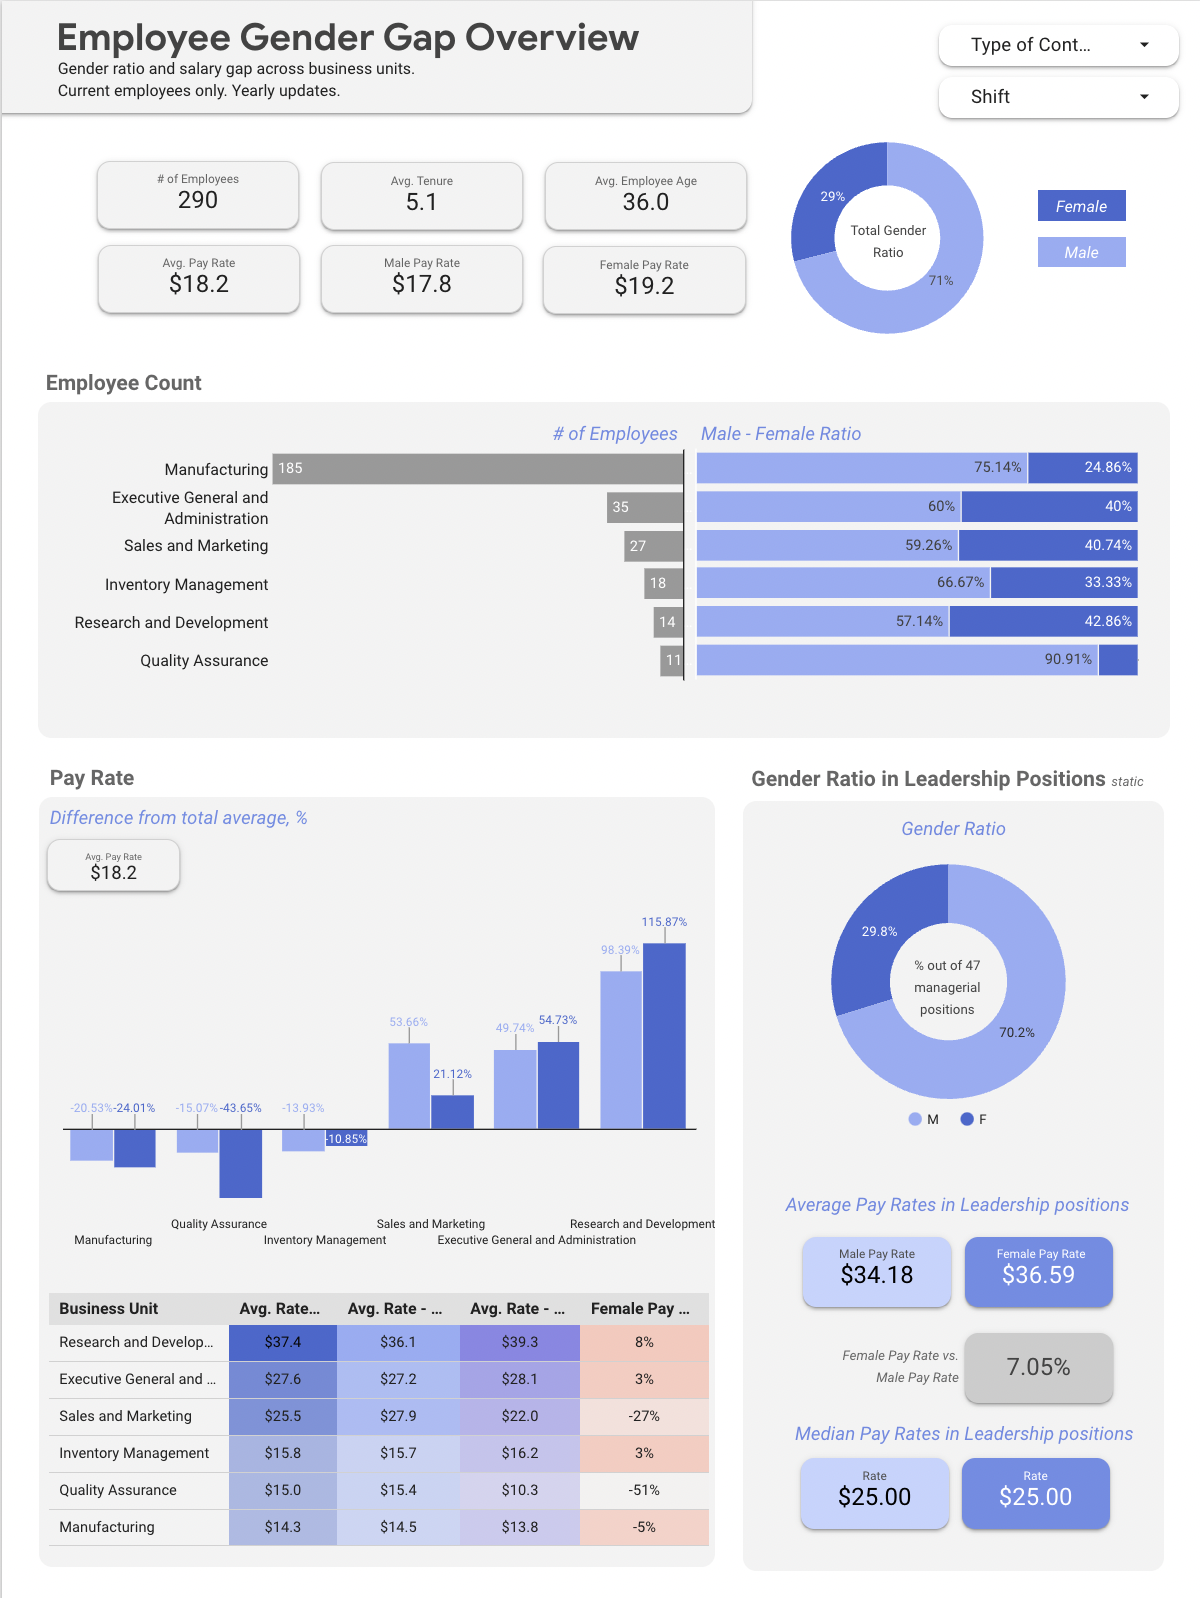 Employee Gender Gap Overview
Gender ratio and salary gap across business units.
Current employees only. Yearly updates.
Type of Cont...
Shift
# of Employees
290
Avg. Tenure
5.1
Avg. Employee Age
36.0
Avg. Pay Rate
$18.2
Male Pay Rate
$17.8
Female Pay Rate
$19.2
29%
Total Gender
Ratio
71%
Female
Male
Employee Count
# of Employees
Male - Female Ratio
Manufacturing 185 75.14% 24.86%
Executive General and
Administration
35 60% 40%
Sales and Marketing 27 59.26% 40.74%
Inventory Management 18 66.67% 33.33%
Research and Development 14 57.14% 42.86%
Quality Assurance 11 90.91%
Pay Rate
Difference from total average, %
Avg. Pay Rate
$18.2
115.87%
98.39%
53.66%
49.74% 54.73%
21.12%
-20.53% -24.01% -15.07% -43.65% -13.93%
-10.85%
Quality Assurance Sales and Marketing Research and Development
Manufacturing Inventory Management Executive General and Administration
Business Unit Avg. Rate... Avg. Rate - ... Avg. Rate - ... Female Pay ...
Research and Develop... $37.4 $36.1 $39.3 8%
Executive General and ... $27.6 $27.2 $28.1 3%
Sales and Marketing $25.5 $27.9 $22.0 -27%
Inventory Management $15.8 $15.7 $16.2 3%
Quality Assurance $15.0 $15.4 $10.3 -51%
Manufacturing $14.3 $14.5 $13.8 -5%
Gender Ratio in Leadership Positions static
Gender Ratio
29.8%
% out of 47
managerial
positions
70.2%
M F
Average Pay Rates in Leadership positions
Male Pay Rate
$34.18
Female Pay Rate
$36.59
Female Pay Rate vs.
Male Pay Rate
7.05%
Median Pay Rates in Leadership positions
Rate
$25.00
Rate
$25.00